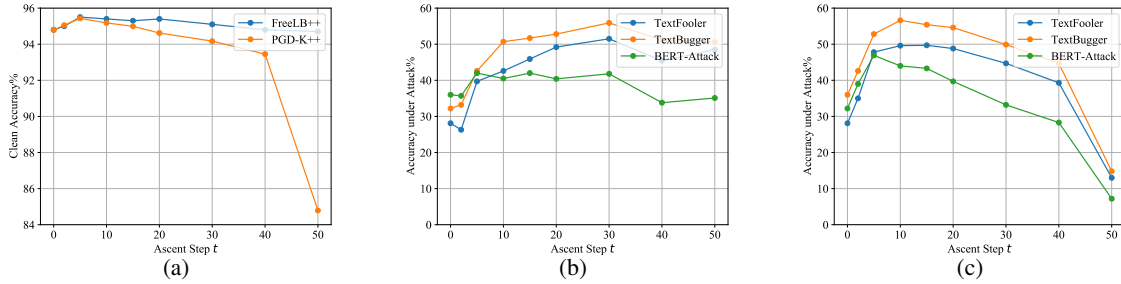 96
94
92
90
88
86
84
Clean Accuracy%
0 10 20 30 40 50
Ascent Step t
FreeLB++
PGD-K++
(a)
60
50
40
30
20
10
0
Accuracy under Attack%
0 10 20 30 40 50
Ascent Step t
TextFooler
TextBugger
BERT-Attack
(b)
60
50
40
30
20
10
0
Accuracy under Attack%
0 10 20 30 40 50
Ascent Step t
TextFooler
TextBugger
BERT-Attack
(c)